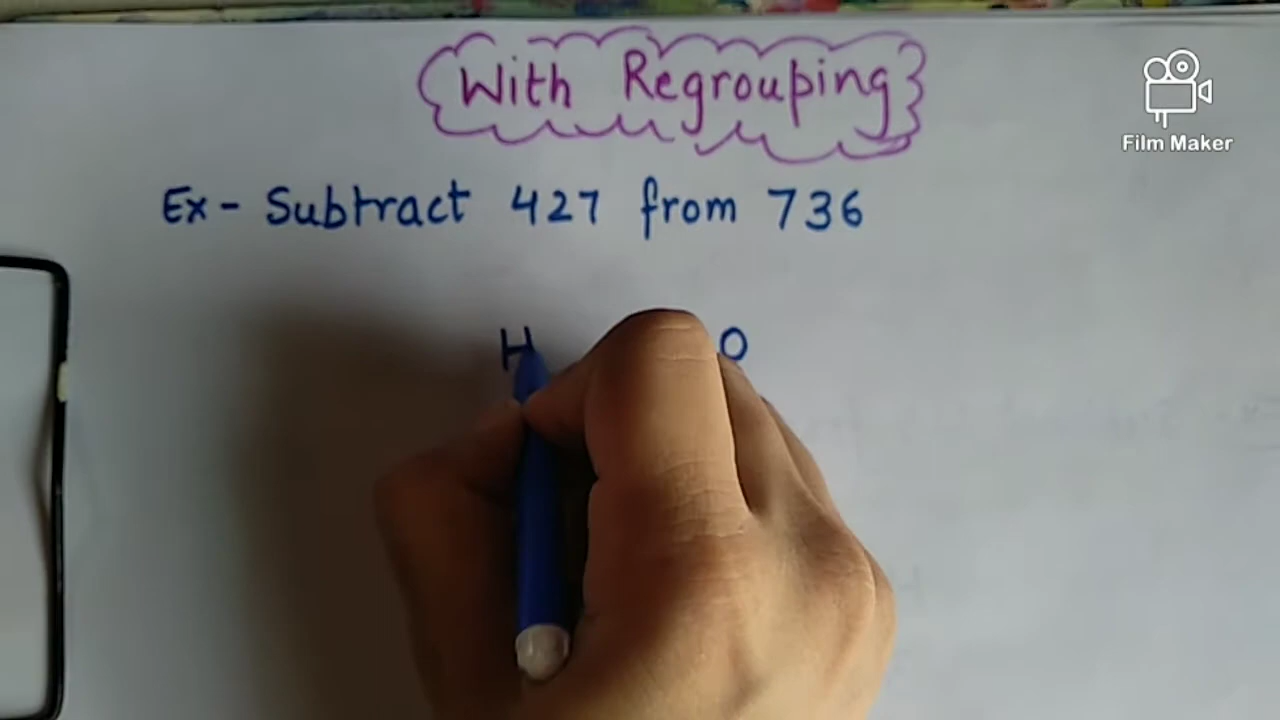 With Regrouping
Film Maker
Ex- Subtract 427 from 736
H O